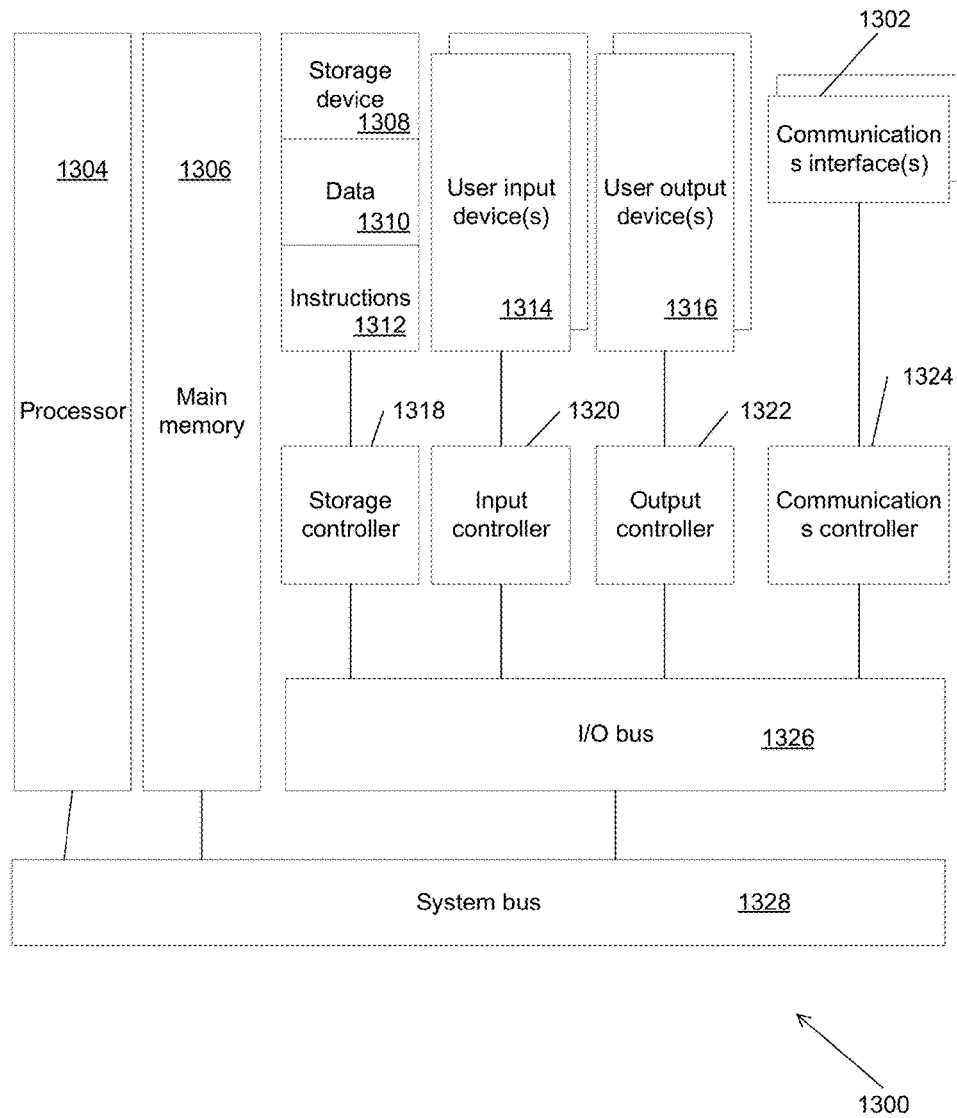 1302
Storage
device
1308
Communication
s interface(s)
1304
1306
User input
device(s)
User output
device(s)
Data
1310
Instructions
1312
1314
1316
1324
Processor
Main
memory
1318
1320
1322
Storage
controller
Input
controller
Output
controller
Communication
s controller
I/O bus
1326
System bus
1328
1300